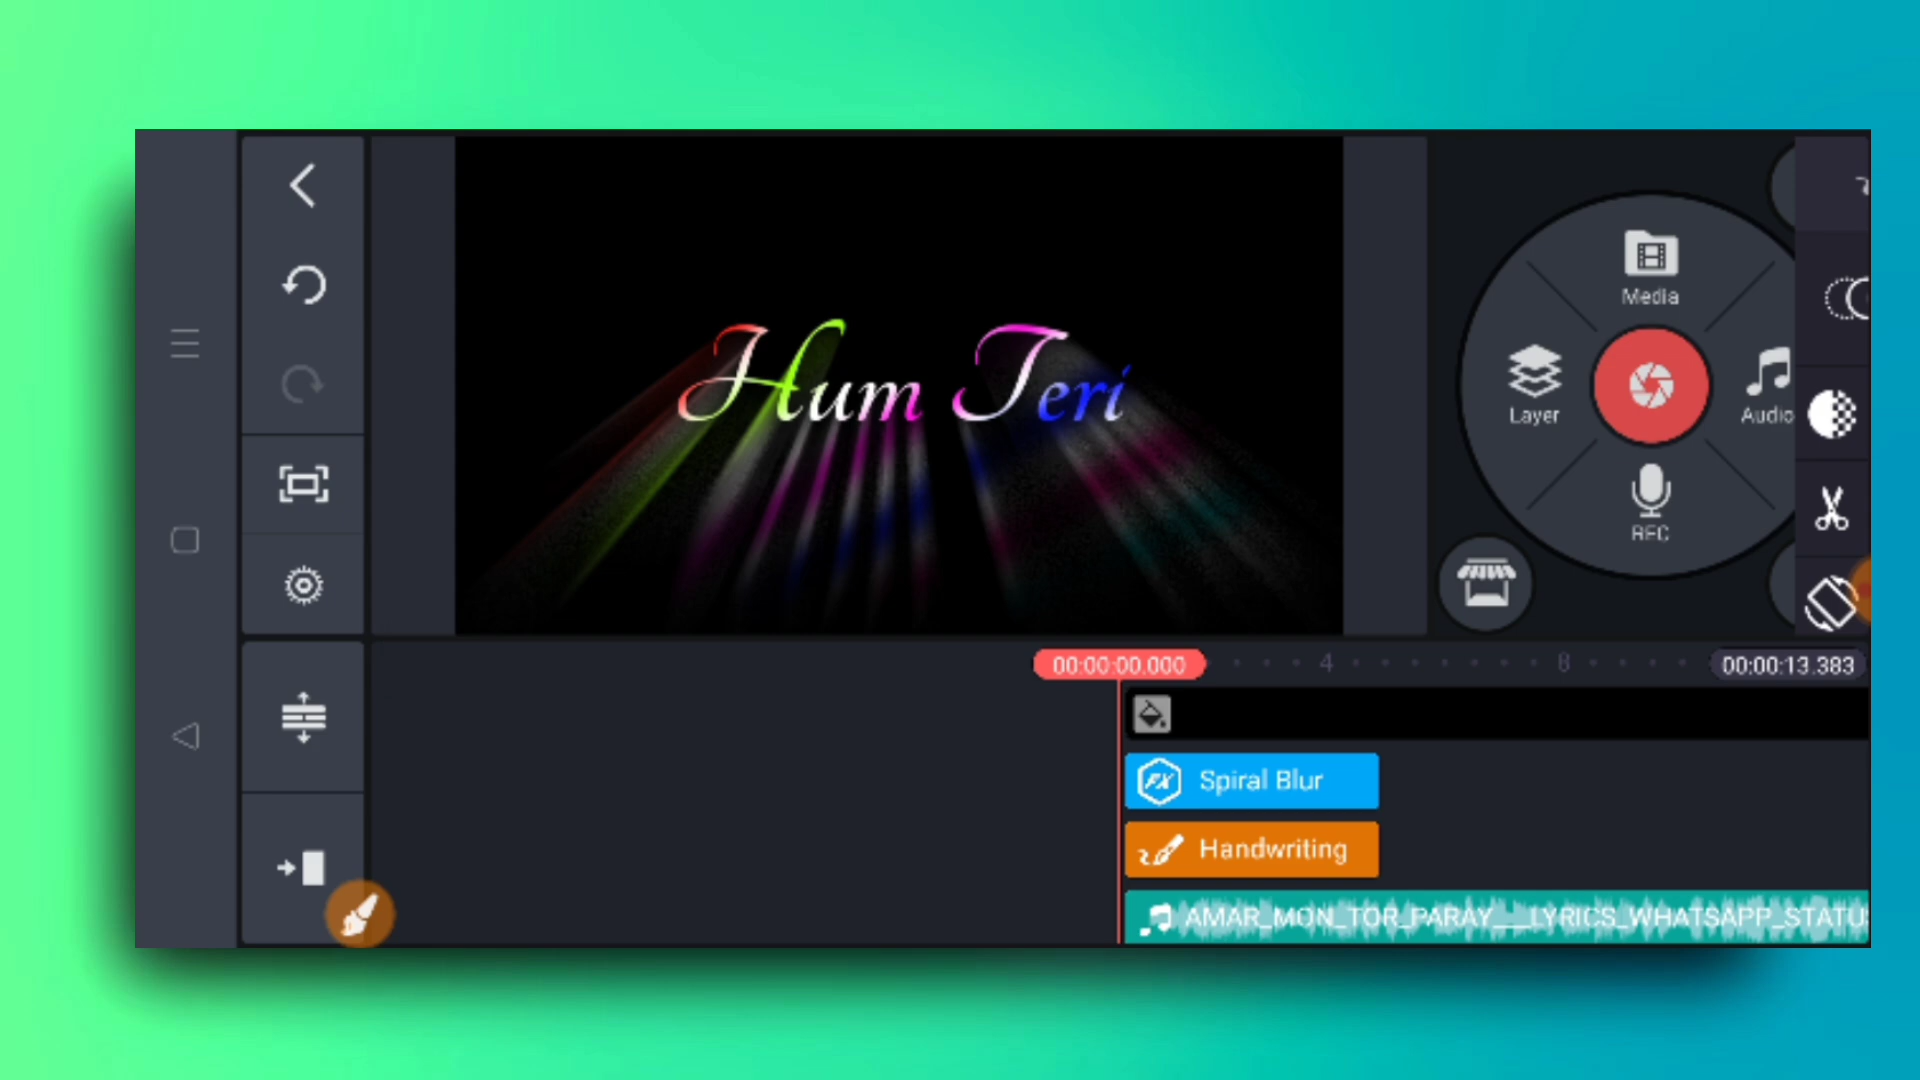 Media
Hum Teri
Layer
Audio
REC
00:00:00.000
4
8
00:00:13.383
FX Spiral Blur
Handwriting
AMAR_MON_TOR_PARAY__LYRICS_WHATSAPP_STATU